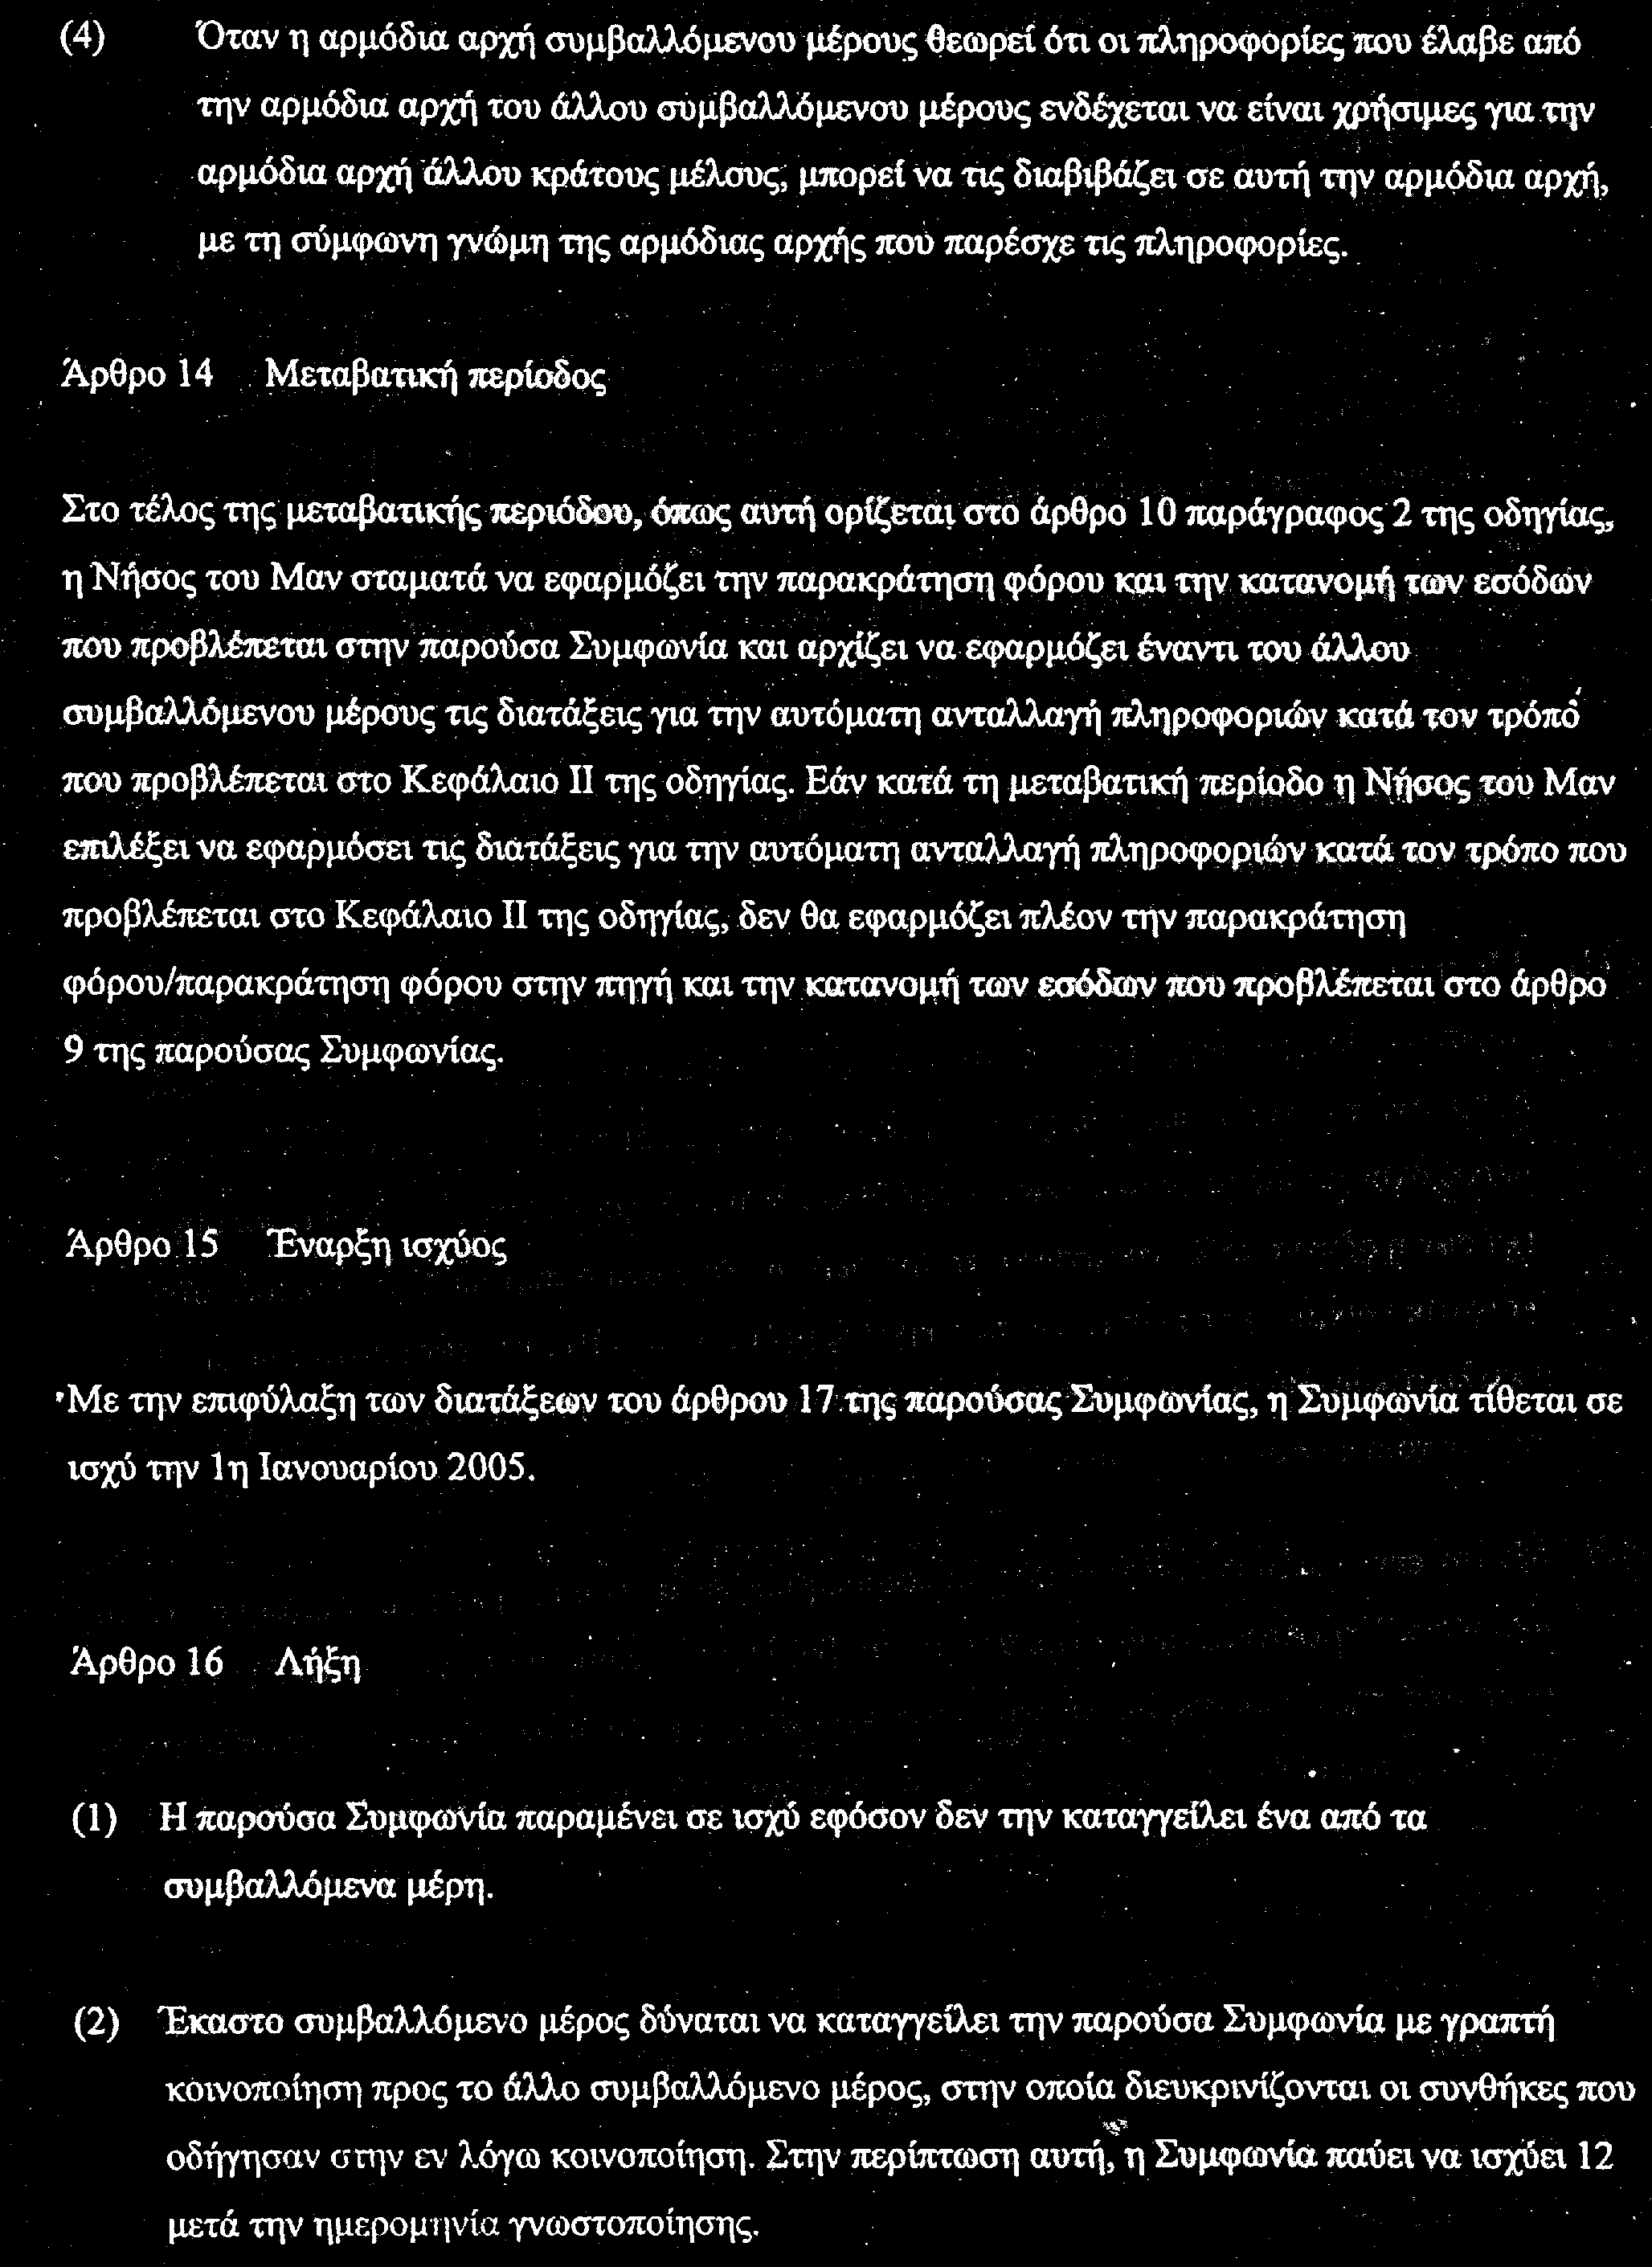 (4) Όταν η αρμόδια αρχή συμβαλλόμενου μέρους θεωρεί ότι οι πληροφορίες που έλαβε από
την αρμόδια αρχή του άλλου συμβαλλόμενου μέρους ενδέχεται να είναι χρήσιμες για την
αρμόδια αρχή άλλου κράτους μέλους, μπορεί να τις διαβιβάζει σε αυτή την αρμόδια αρχή,
με τη σύμφωνη γνώμη της αρμόδιας αρχής που παρέσχε τις πληροφορίες.
Άρθρο 14 Μεταβατική περίοδος
Στο τέλος της μεταβατικής περιόδου, όπως αυτή ορίζεται στο άρθρο 10 παράγραφος 2 της οδηγίας,
η Νήσος του Μαν σταματά να εφαρμόζει την παρακράτηση φόρου και την κατανομή των εσόδων
που προβλέπεται στην παρούσα Συμφωνία και αρχίζει να εφαρμόζει έναντι του άλλου
συμβαλλόμενου μέρους τις διατάξεις για την αυτόματη ανταλλαγή πληροφοριών κατά τον τρόπο
που προβλέπεται στο Κεφάλαιο II της οδηγίας. Εάν κατά τη μεταβατική περίοδο η Νήσος του Μαν
επιλέξει να εφαρμόσει τις διατάξεις για την αυτόματη ανταλλαγή πληροφοριών κατά τον τρόπο που
προβλέπεται στο Κεφάλαιο II της οδηγίας, δεν θα εφαρμόζει πλέον την παρακράτηση
φόρου/παρακράτηση φόρου στην πηγή και την κατανομή των εσόδων που προβλέπεται στο άρθρο
9 της παρούσας Συμφωνίας.
Άρθρο 15 Έναρξη ισχύος
Με την επιφύλαξη των διατάξεων του άρθρου 17 της παρούσας Συμφωνίας, η Συμφωνία τίθεται σε
ισχύ την 1η Ιανουαρίου 2005.
Άρθρο 16 Λήξη
(1) Η παρούσα Συμφωνία παραμένει σε ισχύ εφόσον δεν την καταγγείλει ένα από τα
συμβαλλόμενα μέρη.
(2) Έκαστο συμβαλλόμενο μέρος δύναται να καταγγείλει την παρούσα Συμφωνία με γραπτή
κοινοποίηση προς το άλλο συμβαλλόμενο μέρος, στην οποία διευκρινίζονται οι συνθήκες που
οδήγησαν στην εν λόγω κοινοποίηση. Στην περίπτωση αυτή, η Συμφωνία παύει να ισχύει 12
μετά την ημερομηνία γνωστοποίησης.